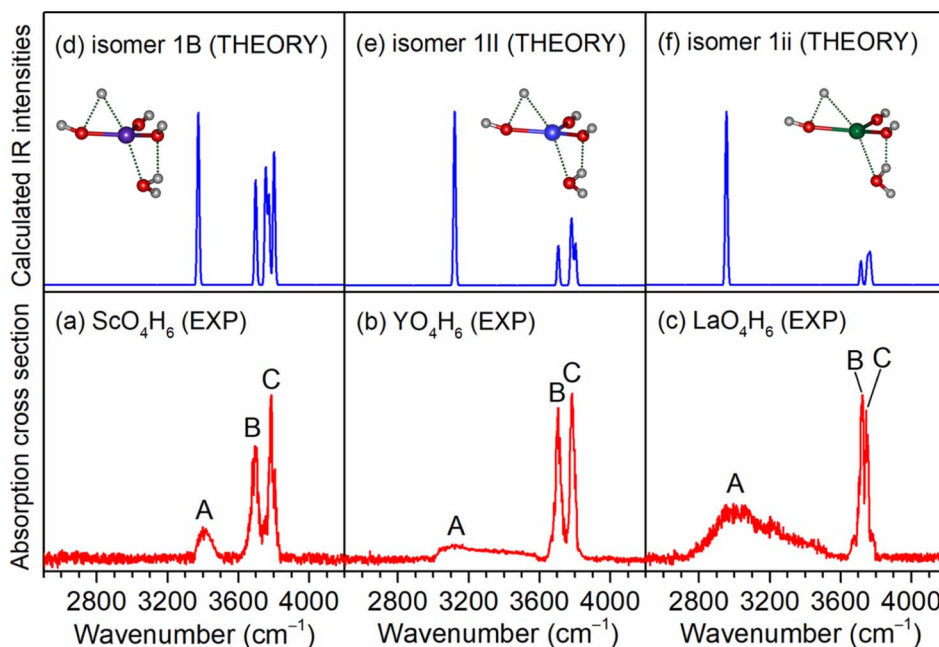 Calculated IR intensities
(d) isomer 1B (THEORY)
(e) isomer 1II (THEORY)
(f) isomer 1ii (THEORY)
Absorption cross section
(a) ScO₄H₆ (EXP)
A
B
C
(b) YO₄H₆ (EXP)
A
B
C
(c) LaO₄H₆ (EXP)
A
B
C
2800 3200 3600 4000
2800 3200 3600 4000
2800 3200 3600 4000
Wavenumber (cm⁻¹)
Wavenumber (cm⁻¹)
Wavenumber (cm⁻¹)